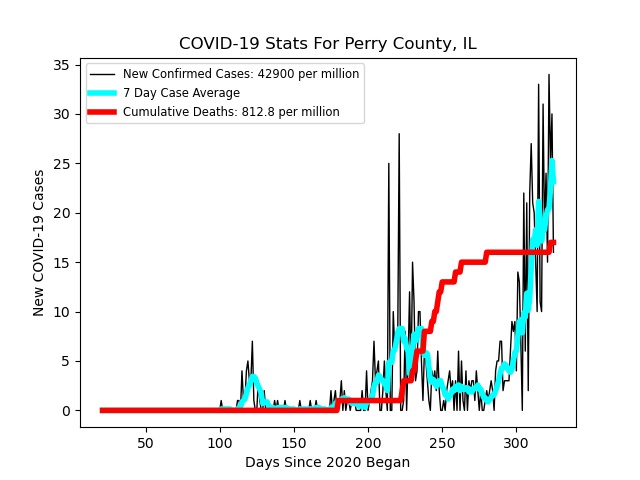 COVID-19 Stats For Perry County, IL
New Confirmed Cases: 42900 per million
7 Day Case Average
Cumulative Deaths: 812.8 per million
New COVID-19 Cases
35
30
25
20
15
10
5
0
50 100 150 200 250 300
Days Since 2020 Began